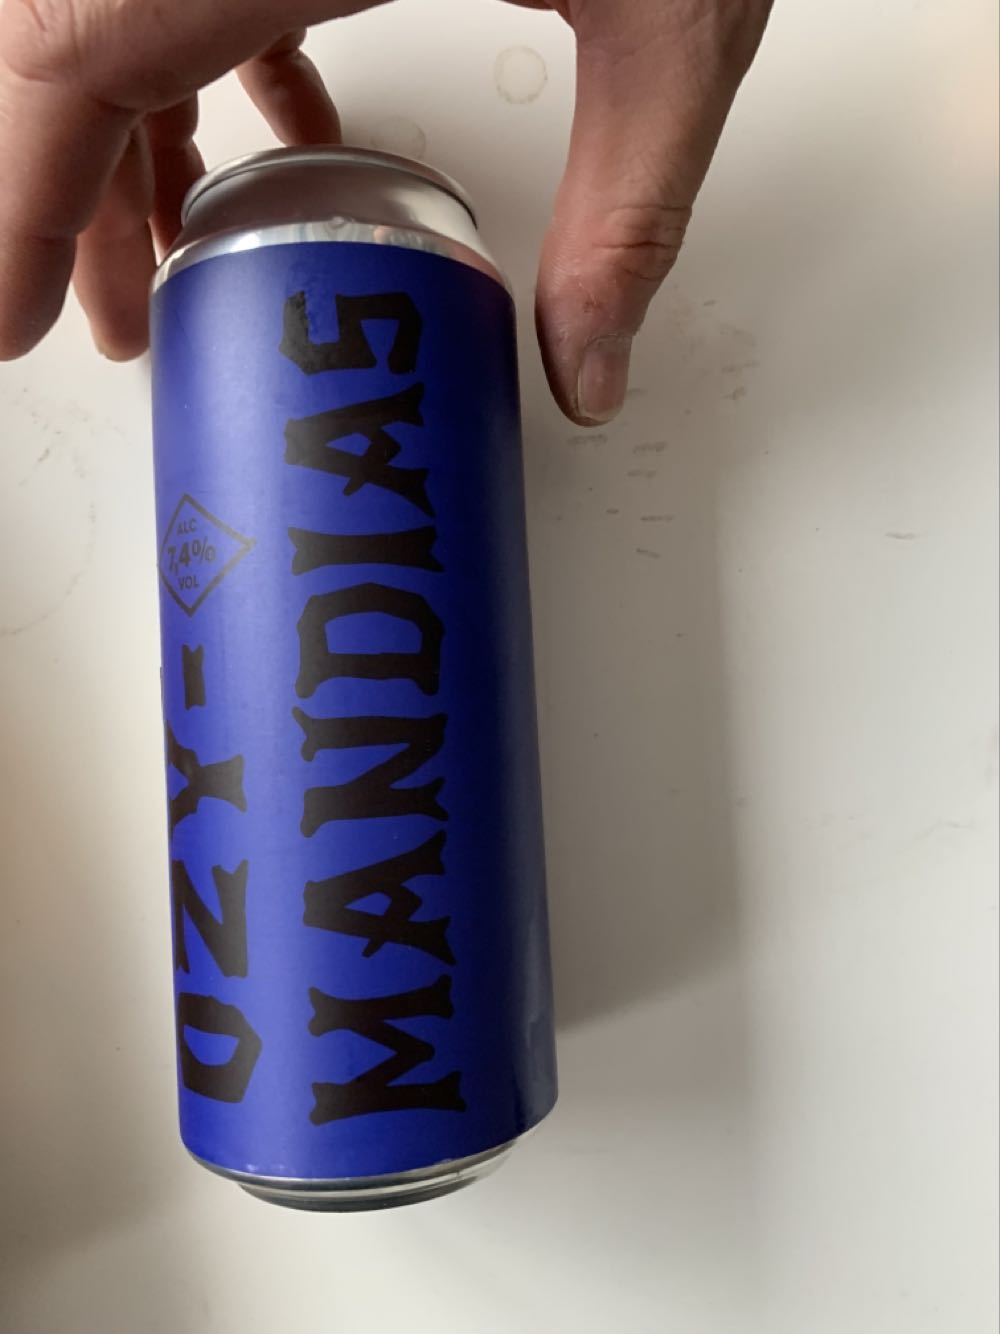 OZY-
MANDIAS
ALC
7,4%
VOL